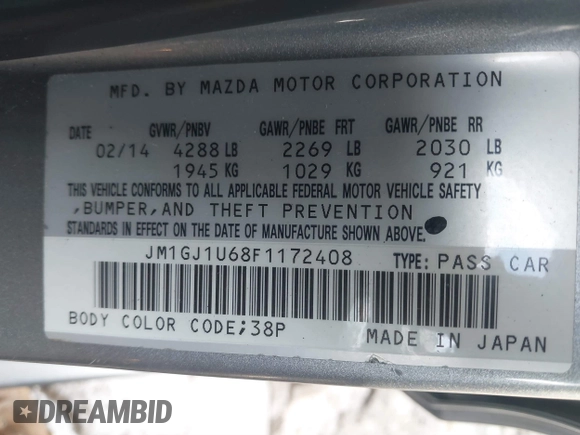 MFD. BY MAZDA MOTOR CORPORATION
DATE GVWR/PNBV GAWR/PNBE FRT GAWR/PNBE RR
02/14 4288 LB 2269 LB 2030 LB
1945 KG 1029 KG 921 KG
THIS VEHICLE CONFORMS TO ALL APPLICABLE FEDERAL MOTOR VEHICLE SAFETY
,BUMPER,AND THEFT PREVENTION
STANDARDS IN EFFECT ON THE DATE OF MANUFACTURE SHOWN ABOVE.
JM1GJ1U68F1172408 TYPE: PASS CAR
BODY COLOR CODE;38P MADE IN JAPAN
DREAMBID